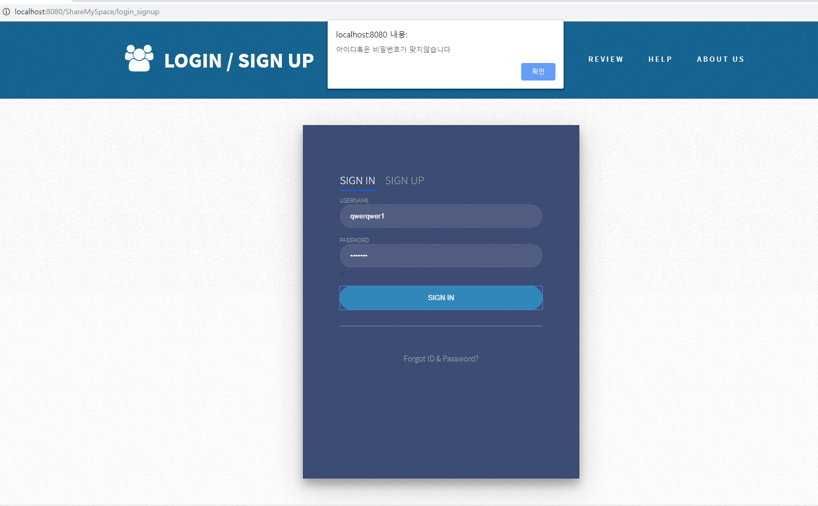 localhost:8080/ShareMySpace/login_signup
localhost:8080 내용:
아이디혹은 비밀번호가 맞지않습니다
확인
LOGIN / SIGN UP
REVIEW HELP ABOUT US
SIGN IN SIGN UP
USERNAME
qwerqwer1
PASSWORD
•••••••
SIGN IN
Forgot ID & Password?